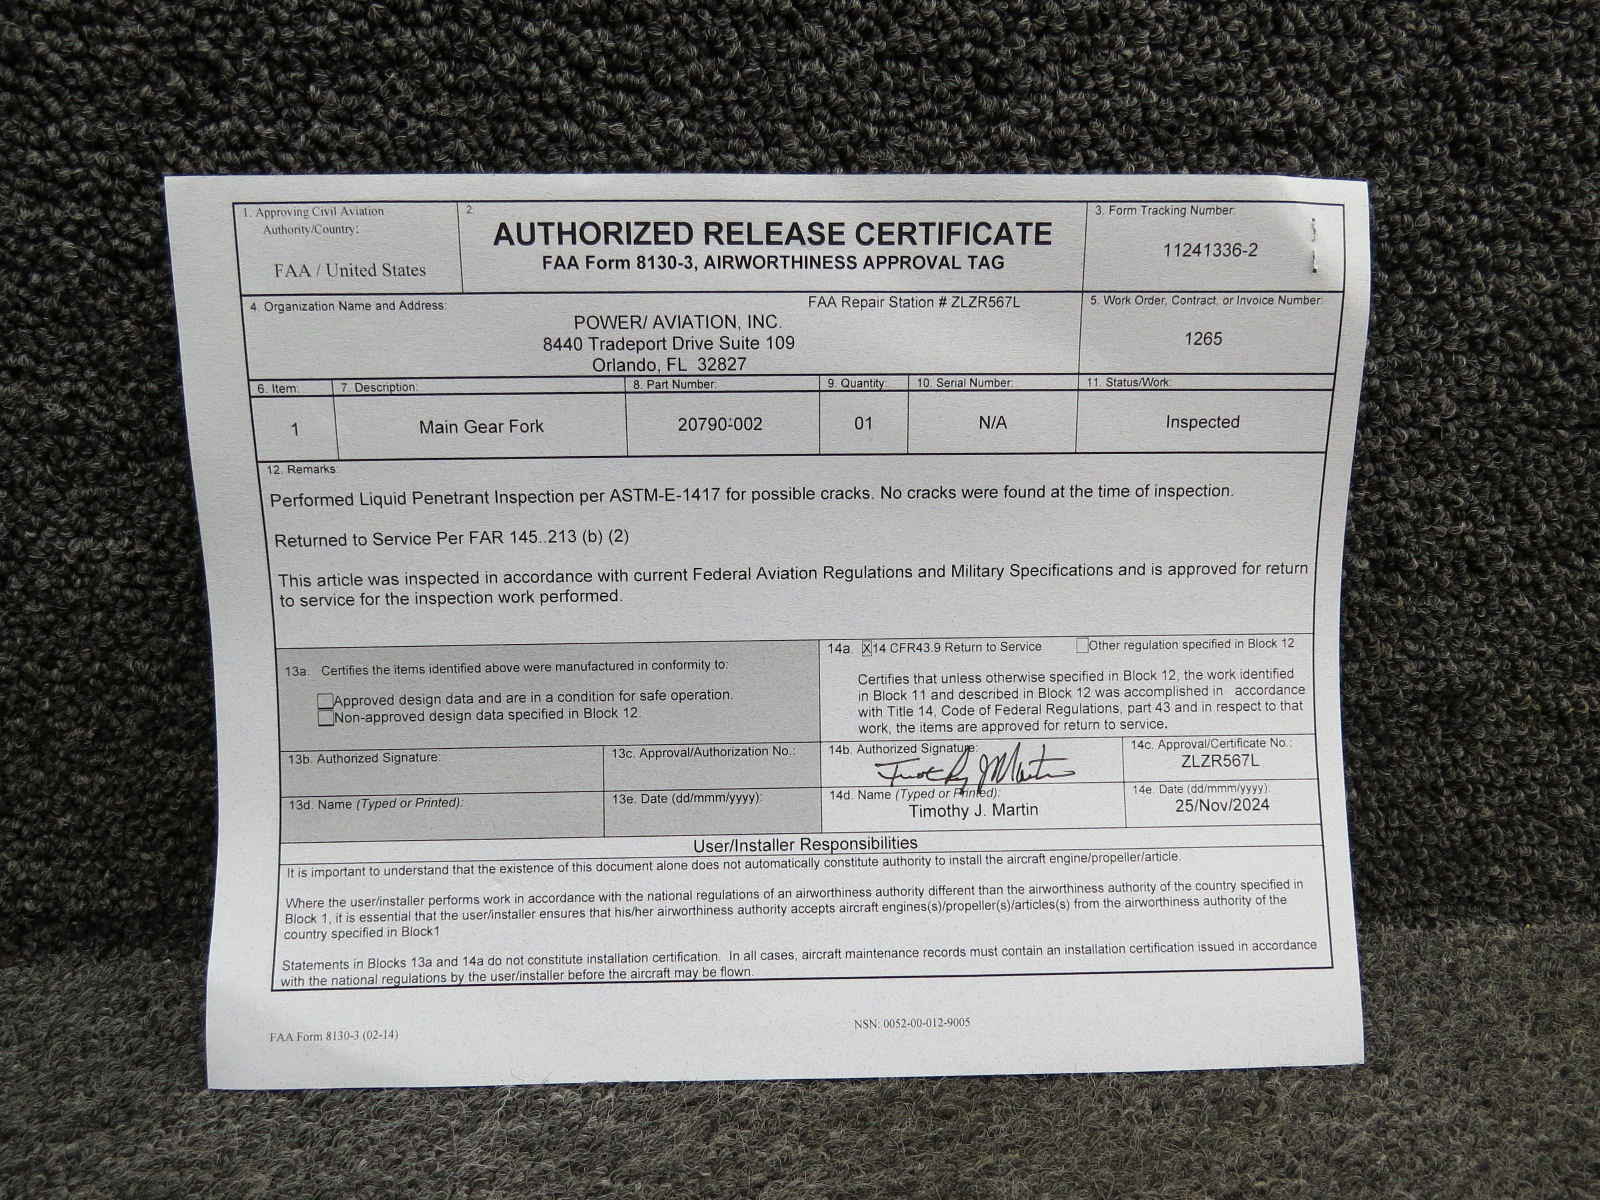 1. Approving Civil Aviation
Authority/Country:
FAA / United States
2.
AUTHORIZED RELEASE CERTIFICATE
FAA Form 8130-3, AIRWORTHINESS APPROVAL TAG
3. Form Tracking Number:
11241336-2
4. Organization Name and Address:
FAA Repair Station # ZLZR567L
POWER/ AVIATION, INC.
8440 Tradeport Drive Suite 109
Orlando, FL 32827
5. Work Order, Contract, or Invoice Number:
1265
6. Item:
7. Description:
8. Part Number:
9. Quantity:
10. Serial Number:
11. Status/Work:
1
Main Gear Fork
20790-002
01
N/A
Inspected
12. Remarks:
Performed Liquid Penetrant Inspection per ASTM-E-1417 for possible cracks. No cracks were found at the time of inspection.
Returned to Service Per FAR 145..213 (b) (2)
This article was inspected in accordance with current Federal Aviation Regulations and Military Specifications and is approved for return
to service for the inspection work performed.
13a. Certifies the items identified above were manufactured in conformity to:
Approved design data and are in a condition for safe operation.
Non-approved design data specified in Block 12.
14a. X 14 CFR43.9 Return to Service
Other regulation specified in Block 12
Certifies that unless otherwise specified in Block 12, the work identified
in Block 11 and described in Block 12 was accomplished in accordance
with Title 14, Code of Federal Regulations, part 43 and in respect to that
work, the items are approved for return to service.
13b. Authorized Signature:
13c. Approval/Authorization No.:
14b. Authorized Signature:
Timothy J Martin
14c. Approval/Certificate No.:
ZLZR567L
13d. Name (Typed or Printed):
13e. Date (dd/mmm/yyyy):
14d. Name (Typed or Printed):
Timothy J. Martin
14e. Date (dd/mmm/yyyy):
25/Nov/2024
User/Installer Responsibilities
It is important to understand that the existence of this document alone does not automatically constitute authority to install the aircraft engine/propeller/article.
Where the user/installer performs work in accordance with the national regulations of an airworthiness authority different than the airworthiness authority of the country specified in
Block 1, it is essential that the user/installer ensures that his/her airworthiness authority accepts aircraft engines(s)/propeller(s)/articles(s) from the airworthiness authority of the
country specified in Block1
Statements in Blocks 13a and 14a do not constitute installation certification. In all cases, aircraft maintenance records must contain an installation certification issued in accordance
with the national regulations by the user/installer before the aircraft may be flown.
FAA Form 8130-3 (02-14)
NSN: 0052-00-012-9005